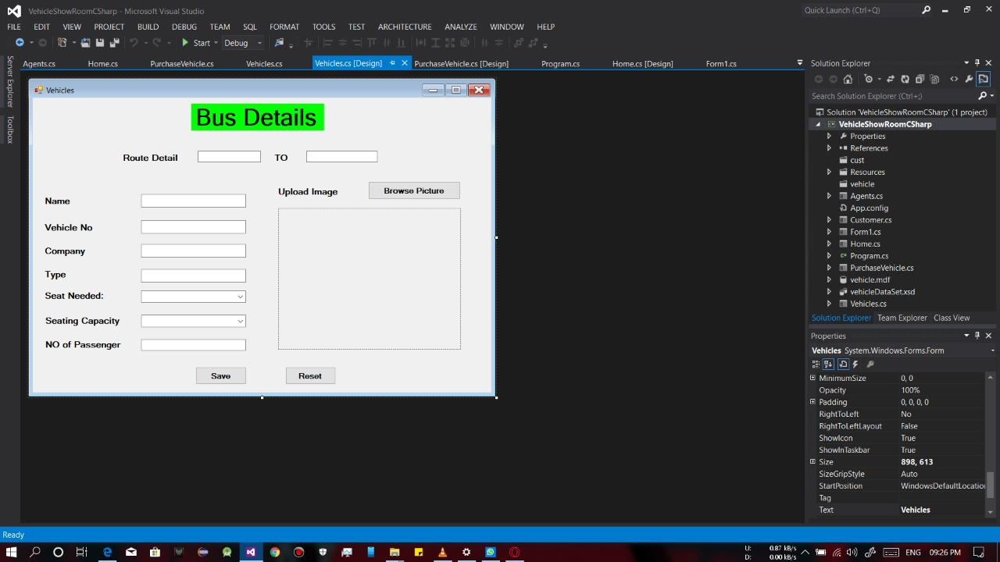 VehicleShowRoomCSharp - Microsoft Visual Studio
Quick Launch (Ctrl+Q)
FILE EDIT VIEW PROJECT BUILD DEBUG TEAM SQL FORMAT TOOLS TEST ARCHITECTURE ANALYZE WINDOW HELP
Start Debug
Agents.cs Home.cs PurchaseVehicle.cs Vehicles.cs Vehicles.cs [Design] PurchaseVehicle.cs [Design] Program.cs Home.cs [Design] Form1.cs
Server Explorer
Toolbox
Vehicles
Bus Details
Route Detail TO
Upload Image Browse Picture
Name
Vehicle No
Company
Type
Seat Needed:
Seating Capacity
NO of Passenger
Save Reset
Solution Explorer
Search Solution Explorer (Ctrl+;)
Solution 'VehicleShowRoomCSharp' (1 project)
VehicleShowRoomCSharp
Properties
References
cust
Resources
vehicle
Agents.cs
App.config
Customer.cs
Form1.cs
Home.cs
Program.cs
PurchaseVehicle.cs
vehicle.mdf
vehicleDataSet.xsd
Vehicles.cs
Solution Explorer Team Explorer Class View
Properties
Vehicles System.Windows.Forms.Form
MinimumSize 0, 0
Opacity 100%
Padding 0, 0, 0, 0
RightToLeft No
RightToLeftLayout False
ShowIcon True
ShowInTaskbar True
Size 898, 613
SizeGripStyle Auto
StartPosition WindowsDefaultLocation
Tag
Text Vehicles
Ready
U: 0.87 kB/s
D: 0.00 kB/s
ENG 09:26 PM